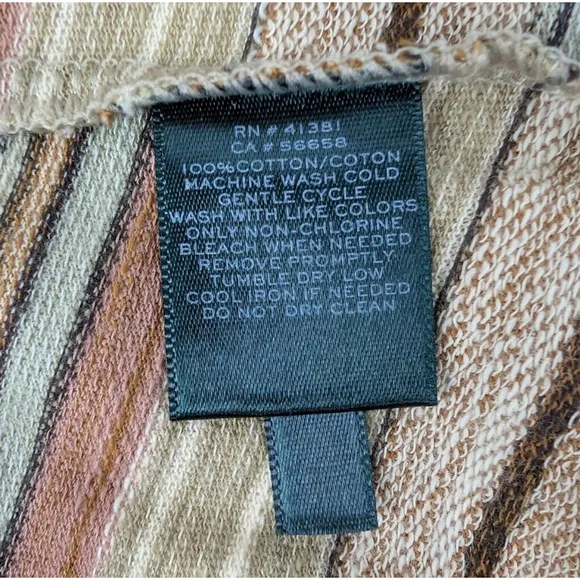 RN # 41381
CA # 56658
100% COTTON/COTON
MACHINE WASH COLD
GENTLE CYCLE
WASH WITH LIKE COLORS
ONLY NON-CHLORINE
BLEACH WHEN NEEDED
REMOVE PROMPTLY
TUMBLE DRY LOW
COOL IRON IF NEEDED
DO NOT DRY CLEAN